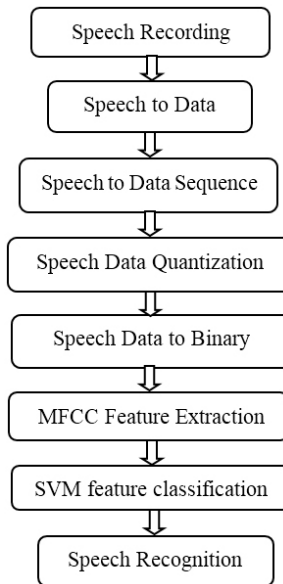 Speech Recording
Speech to Data
Speech to Data Sequence
Speech Data Quantization
Speech Data to Binary
MFCC Feature Extraction
SVM feature classification
Speech Recognition